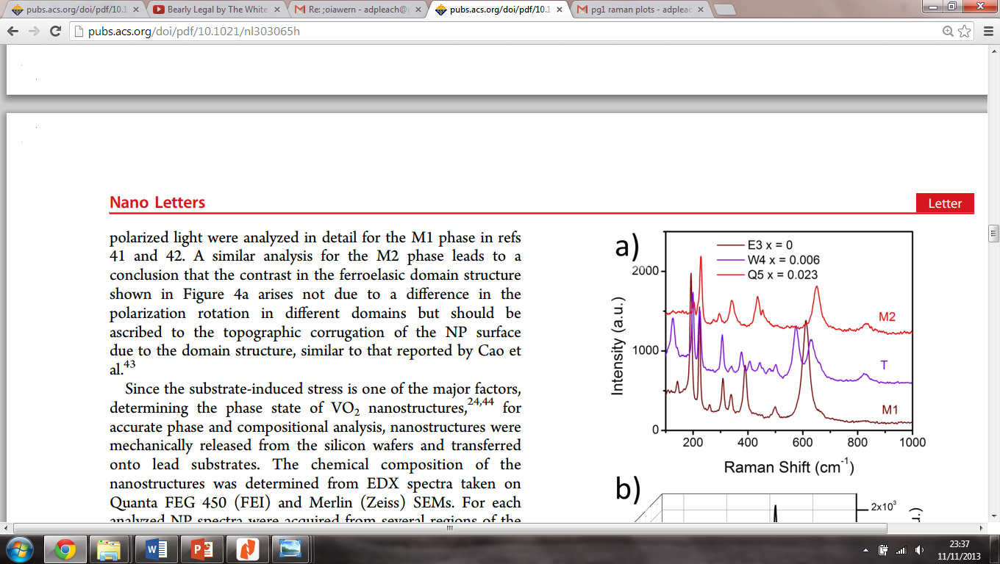 pubs.acs.org/doi/pdf/10.1
Bearly Legal by The White
Re: ;oiawern - adpleach@
pubs.acs.org/doi/pdf/10.1
pg1 raman plots - adpleac
pubs.acs.org/doi/pdf/10.1021/nl303065h
Nano Letters
Letter
polarized light were analyzed in detail for the M1 phase in refs
41 and 42. A similar analysis for the M2 phase leads to a
conclusion that the contrast in the ferroelasic domain structure
shown in Figure 4a arises not due to a difference in the
polarization rotation in different domains but should be
ascribed to the topographic corrugation of the NP surface
due to the domain structure, similar to that reported by Cao et
al.43
Since the substrate-induced stress is one of the major factors,
determining the phase state of VO2 nanostructures,24,44 for
accurate phase and compositional analysis, nanostructures were
mechanically released from the silicon wafers and transferred
onto lead substrates. The chemical composition of the
nanostructures was determined from EDX spectra taken on
Quanta FEG 450 (FEI) and Merlin (Zeiss) SEMs. For each
analyzed NP spectra were acquired from several regions of the
a)
E3 x = 0
W4 x = 0.006
Q5 x = 0.023
2000
1000
0
Intensity (a.u.)
M2
T
M1
200 400 600 800 1000
Raman Shift (cm-1)
b)
2x103
23:37
11/11/2013